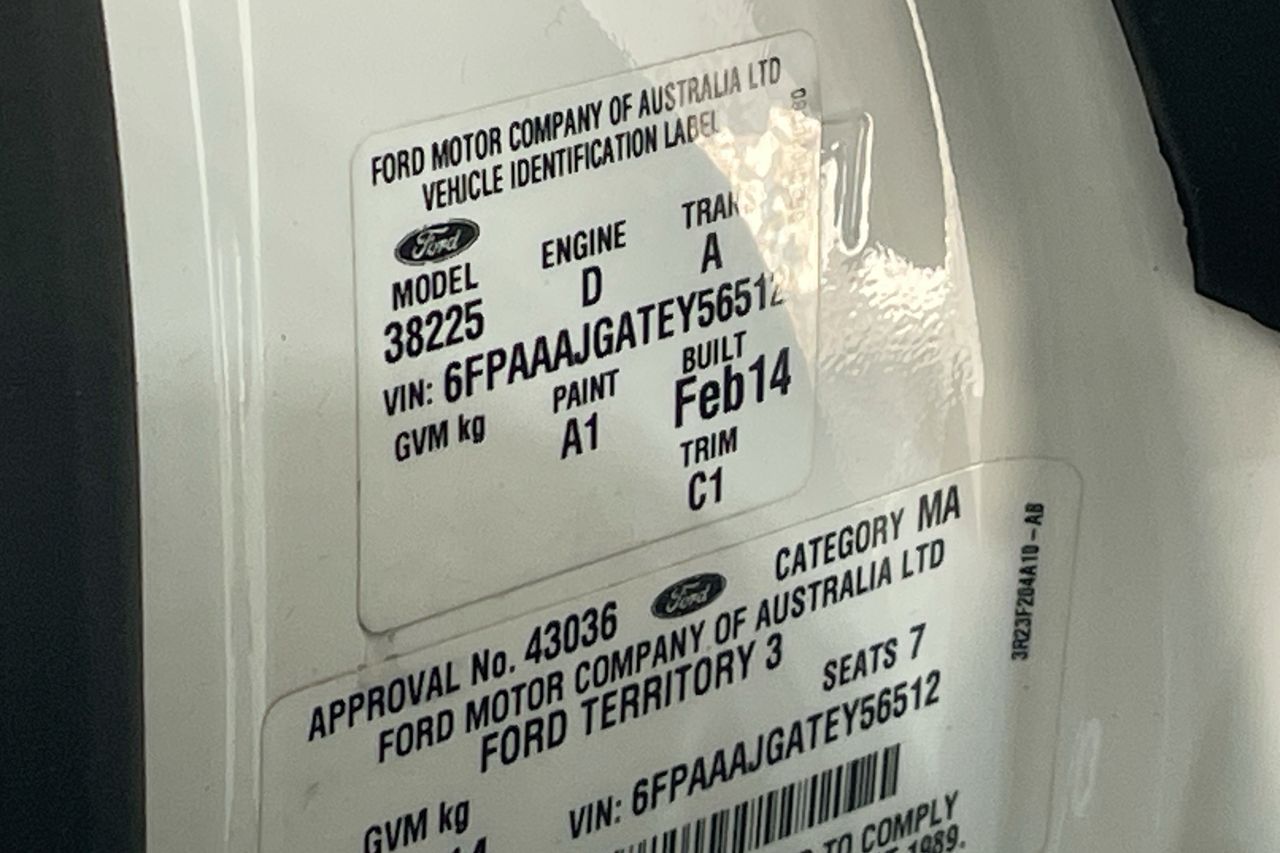 FORD MOTOR COMPANY OF AUSTRALIA LTD
VEHICLE IDENTIFICATION LABEL
Ford
MODEL ENGINE TRANS
38225 D A
VIN: 6FPAAAJGATEY56512
GVM kg PAINT BUILT
A1 Feb14
TRIM
C1
APPROVAL No. 43036 Ford CATEGORY MA
FORD MOTOR COMPANY OF AUSTRALIA LTD
FORD TERRITORY 3 SEATS 7
GVM kg VIN: 6FPAAAJGATEY56512
TO COMPLY
1989.
3R23F204A10-AB